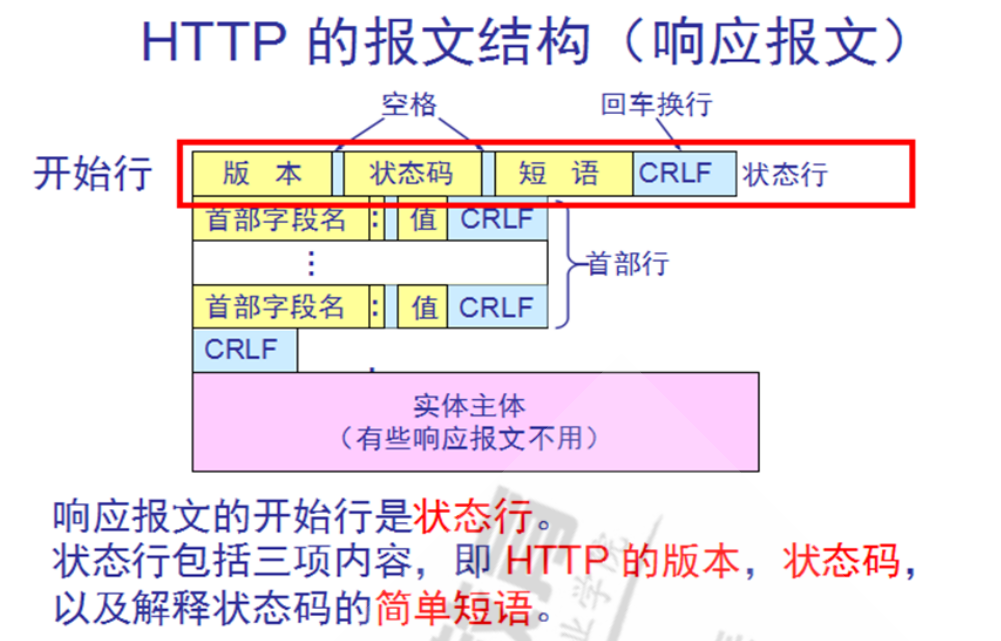 HTTP 的报文结构（响应报文）
空格 回车换行
开始行 版 本 状态码 短 语 CRLF 状态行
首部字段名 : 值 CRLF
⋮ 首部行
首部字段名 : 值 CRLF
CRLF
实体主体
（有些响应报文不用）
响应报文的开始行是状态行。
状态行包括三项内容，即 HTTP 的版本，状态码，
以及解释状态码的简单短语。
业学院